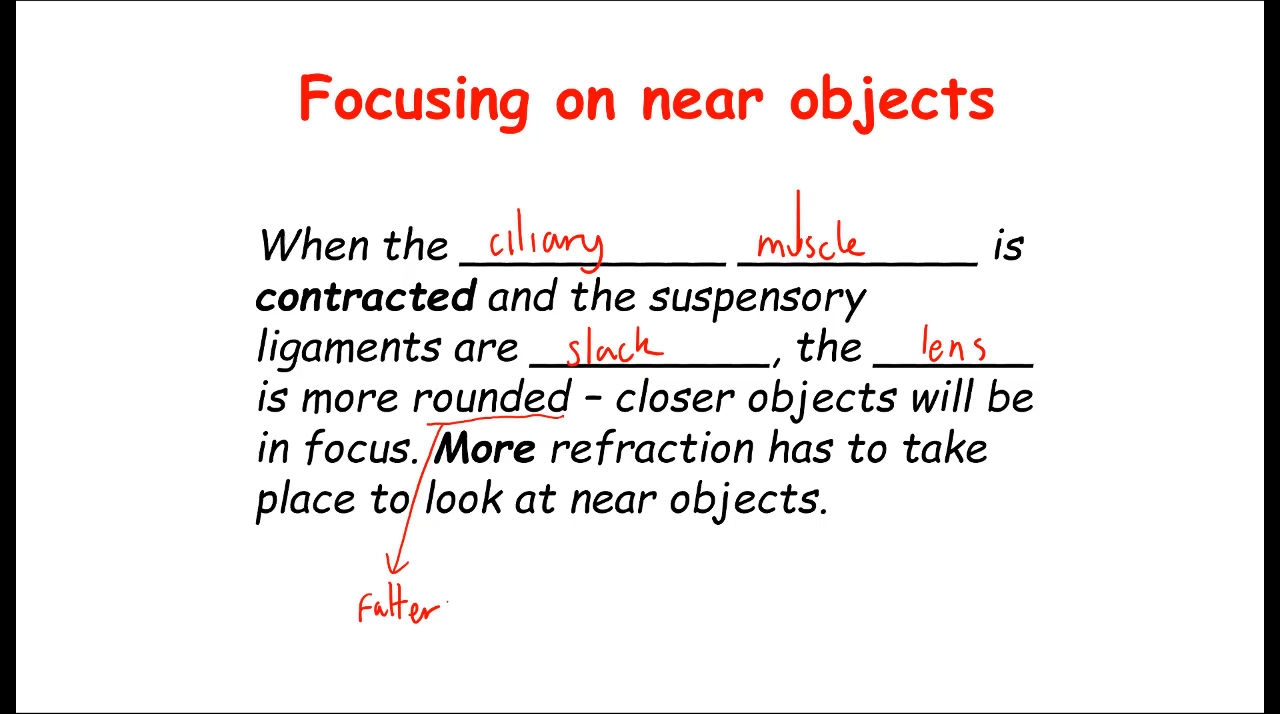 Focusing on near objects
When the ciliary muscle is
contracted and the suspensory
ligaments are slack, the lens
is more rounded – closer objects will be
in focus. More refraction has to take
place to look at near objects.
Fatter